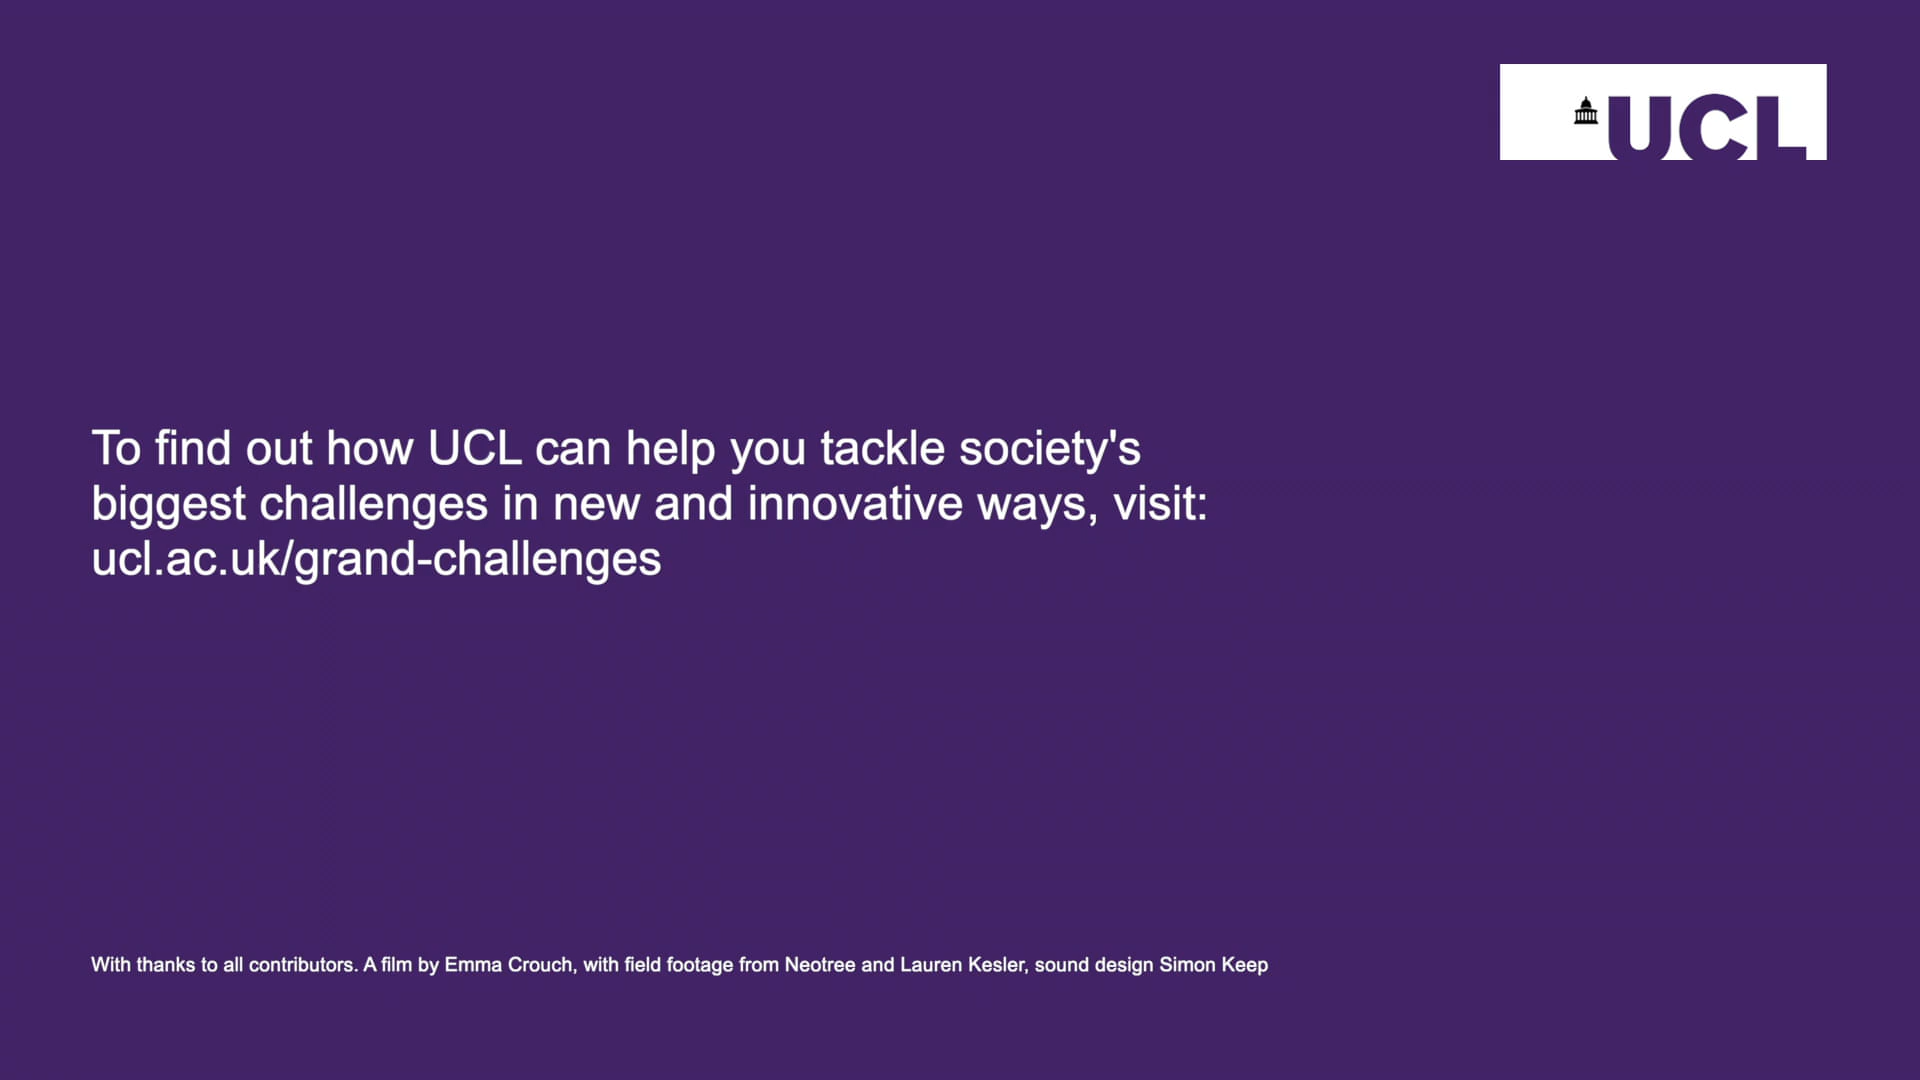 UCL
To find out how UCL can help you tackle society's
biggest challenges in new and innovative ways, visit:
ucl.ac.uk/grand-challenges
With thanks to all contributors. A film by Emma Crouch, with field footage from Neotree and Lauren Kesler, sound design Simon Keep